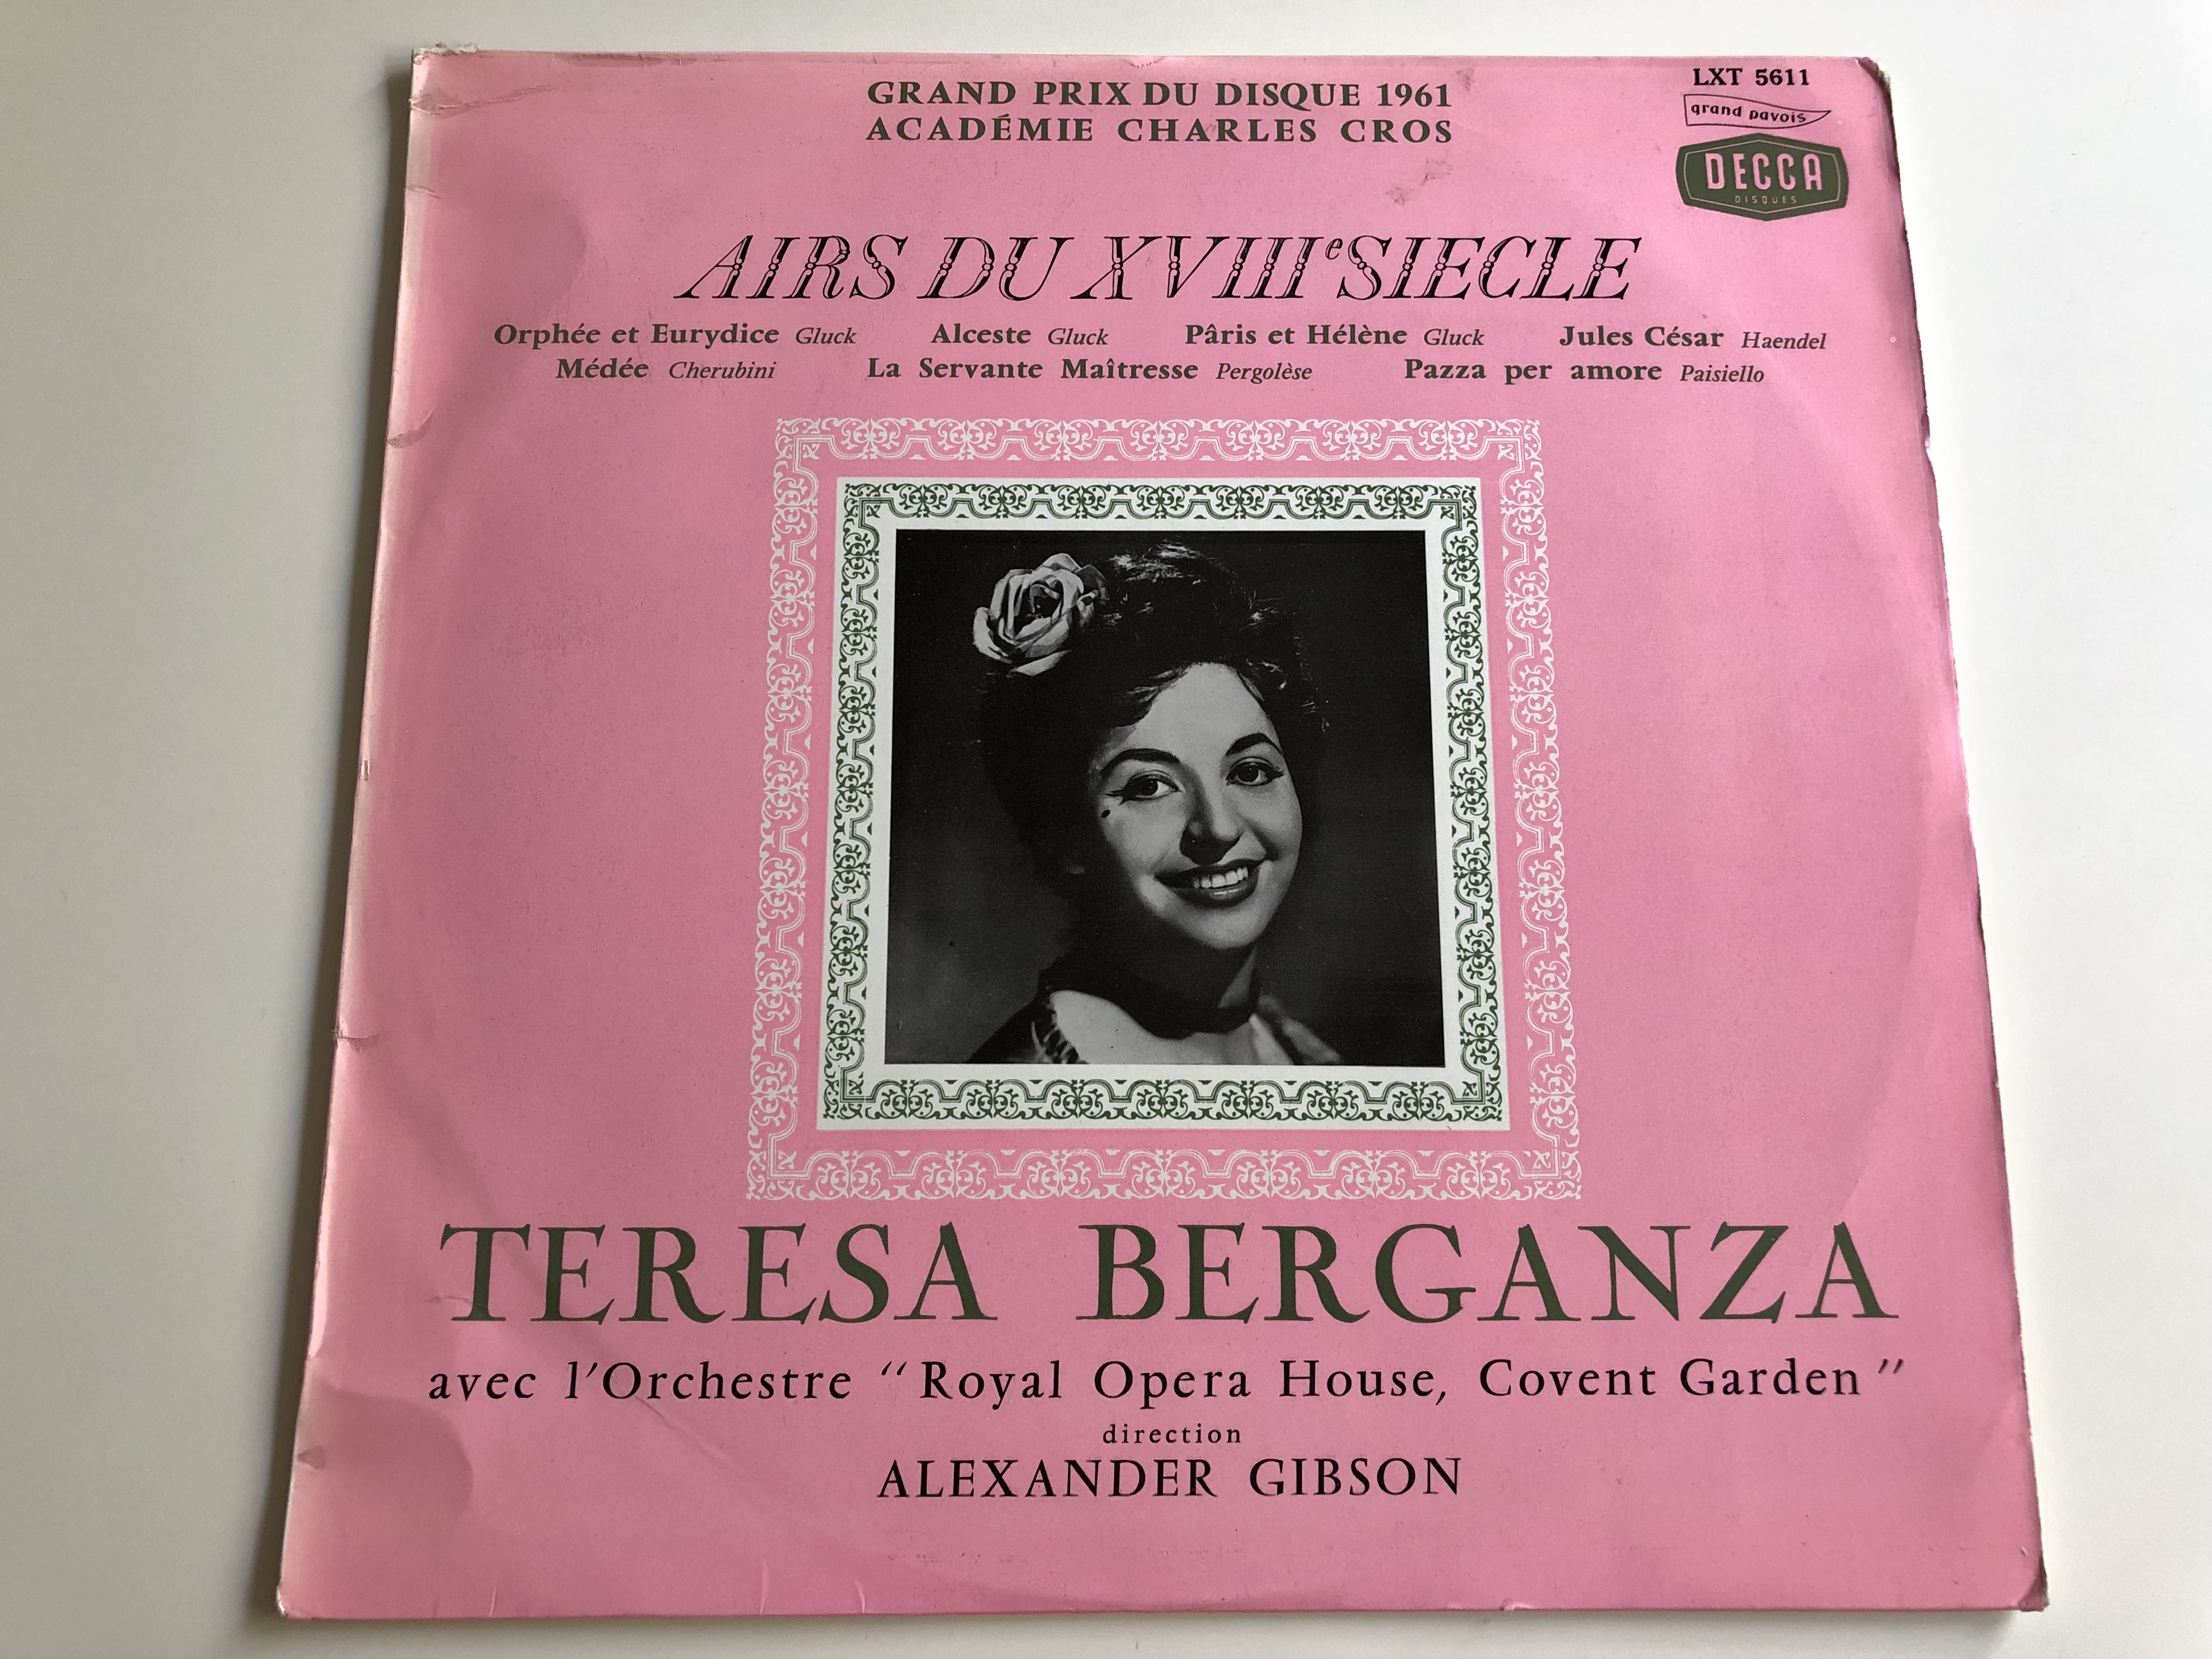 GRAND PRIX DU DISQUE 1961
ACADÉMIE CHARLES CROS
LXT 5611
grand pavois
DECCA
DISQUES
AIRS DU XVIIIe SIECLE
Orphée et Eurydice Gluck Alceste Gluck Pâris et Hélène Gluck Jules César Haendel
Médée Cherubini La Servante Maîtresse Pergolèse Pazza per amore Paisiello
TERESA BERGANZA
avec l'Orchestre "Royal Opera House, Covent Garden"
direction
ALEXANDER GIBSON